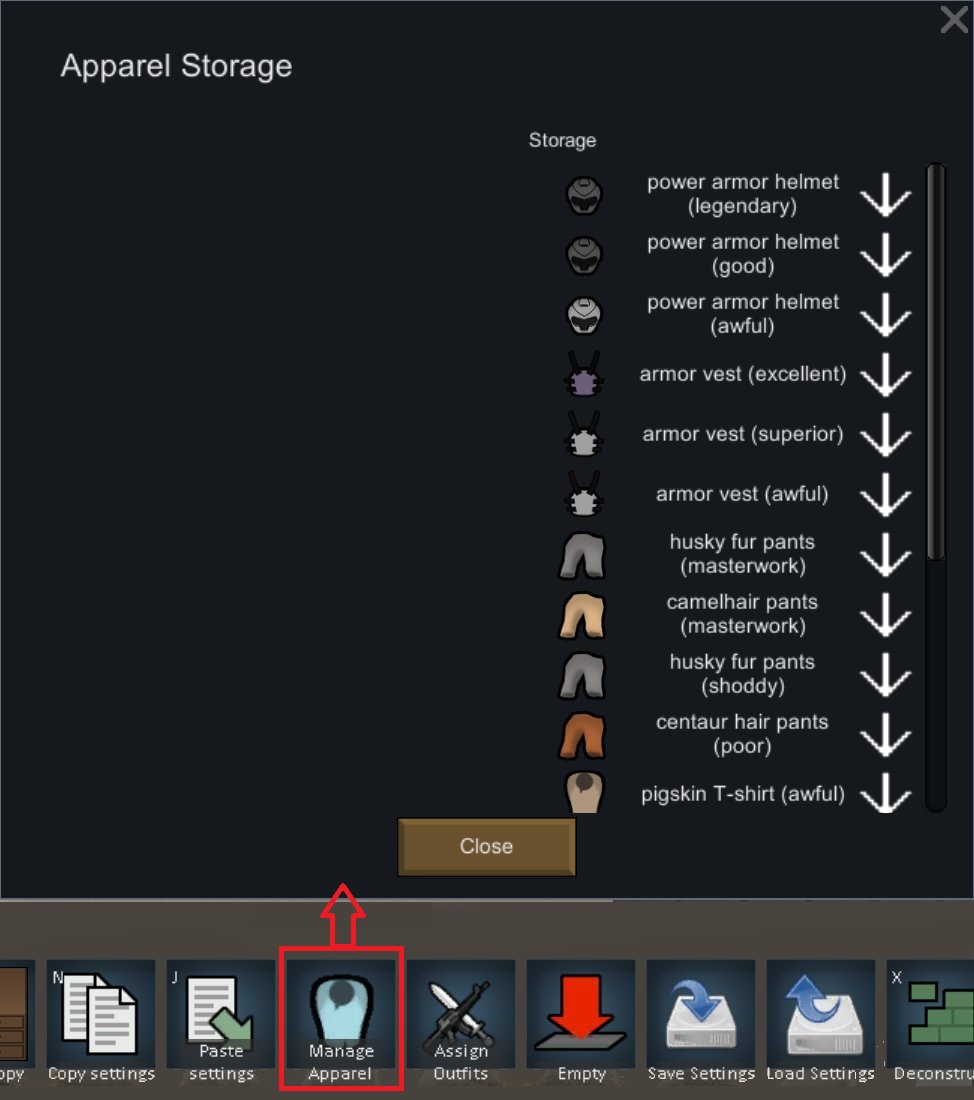 Apparel Storage
Storage
power armor helmet
(legendary)
power armor helmet
(good)
power armor helmet
(awful)
armor vest (excellent)
armor vest (superior)
armor vest (awful)
husky fur pants
(masterwork)
camelhair pants
(masterwork)
husky fur pants
(shoddy)
centaur hair pants
(poor)
pigskin T-shirt (awful)
Close
opy
N
Copy settings
J
Paste
settings
Manage
Apparel
Assign
Outfits
Empty
Save Settings
Load Settings
X
Deconstru